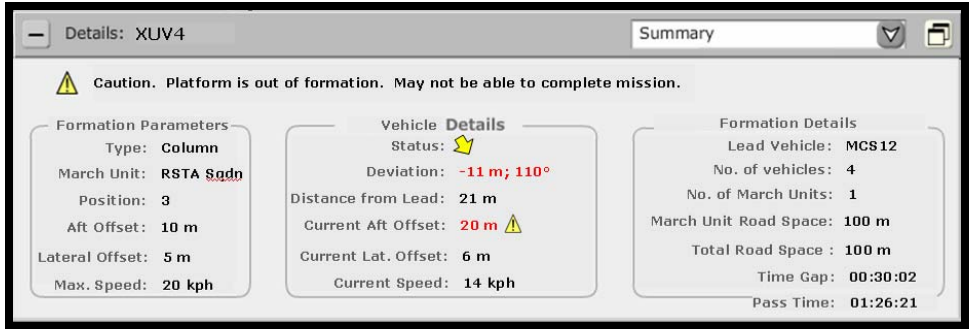 Details: XUV4
Summary
Caution. Platform is out of formation. May not be able to complete mission.
Formation Parameters
Type: Column
March Unit: RSTA Sqdn
Position: 3
Aft Offset: 10 m
Lateral Offset: 5 m
Max. Speed: 20 kph
Vehicle Details
Status:
Deviation: -11 m; 110°
Distance from Lead: 21 m
Current Aft Offset: 20 m
Current Lat. Offset: 6 m
Current Speed: 14 kph
Formation Details
Lead Vehicle: MCS12
No. of vehicles: 4
No. of March Units: 1
March Unit Road Space: 100 m
Total Road Space : 100 m
Time Gap: 00:30:02
Pass Time: 01:26:21